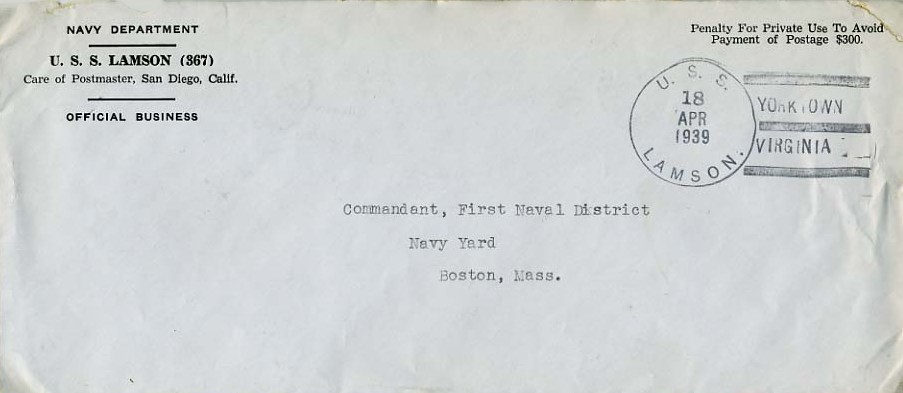 NAVY DEPARTMENT
U. S. S. LAMSON (367)
Care of Postmaster, San Diego, Calif.
OFFICIAL BUSINESS
Penalty For Private Use To Avoid
Payment of Postage $300.
U. S. S.
18
APR
1939
LAMSON.
YORKTOWN
VIRGINIA
Commandant, First Naval District
Navy Yard
Boston, Mass.